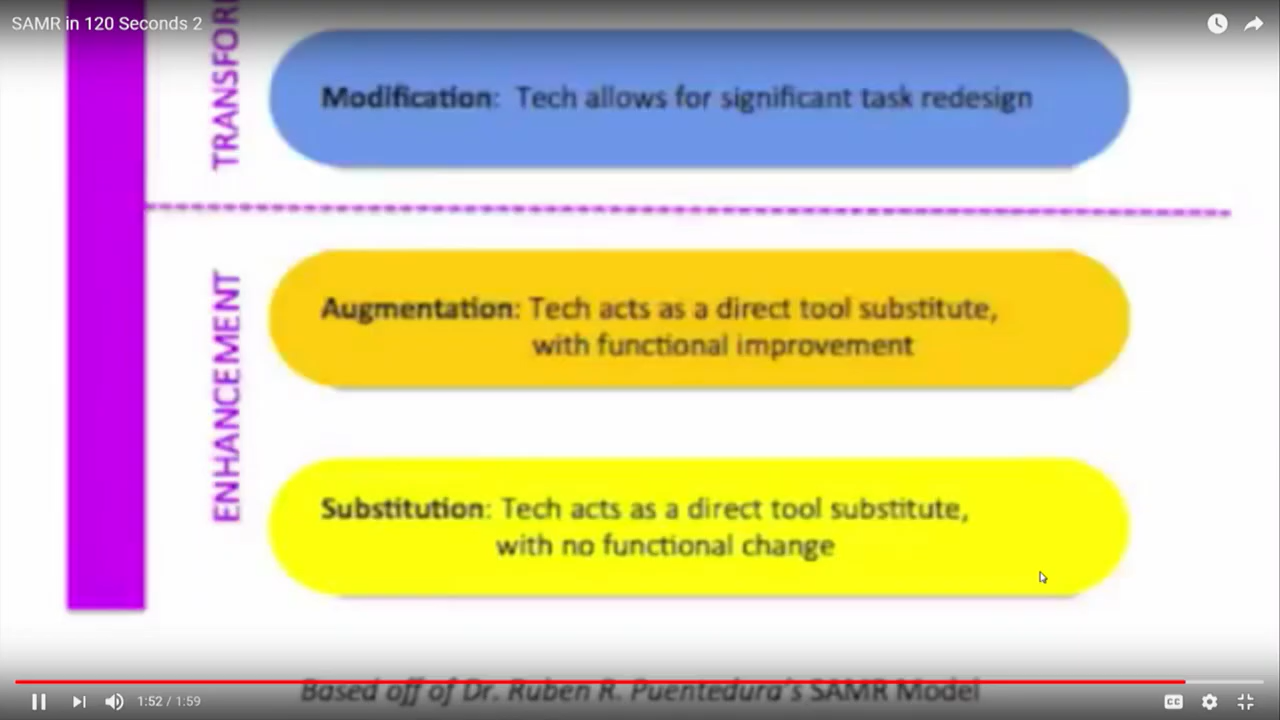 SAMR in 120 Seconds 2
TRANSFOR
Modification: Tech allows for significant task redesign
ENHANCEMENT
Augmentation: Tech acts as a direct tool substitute,
with functional improvement
Substitution: Tech acts as a direct tool substitute,
with no functional change
Based off of Dr. Ruben R. Puentedura's SAMR Model
1:52 / 1:59
CC